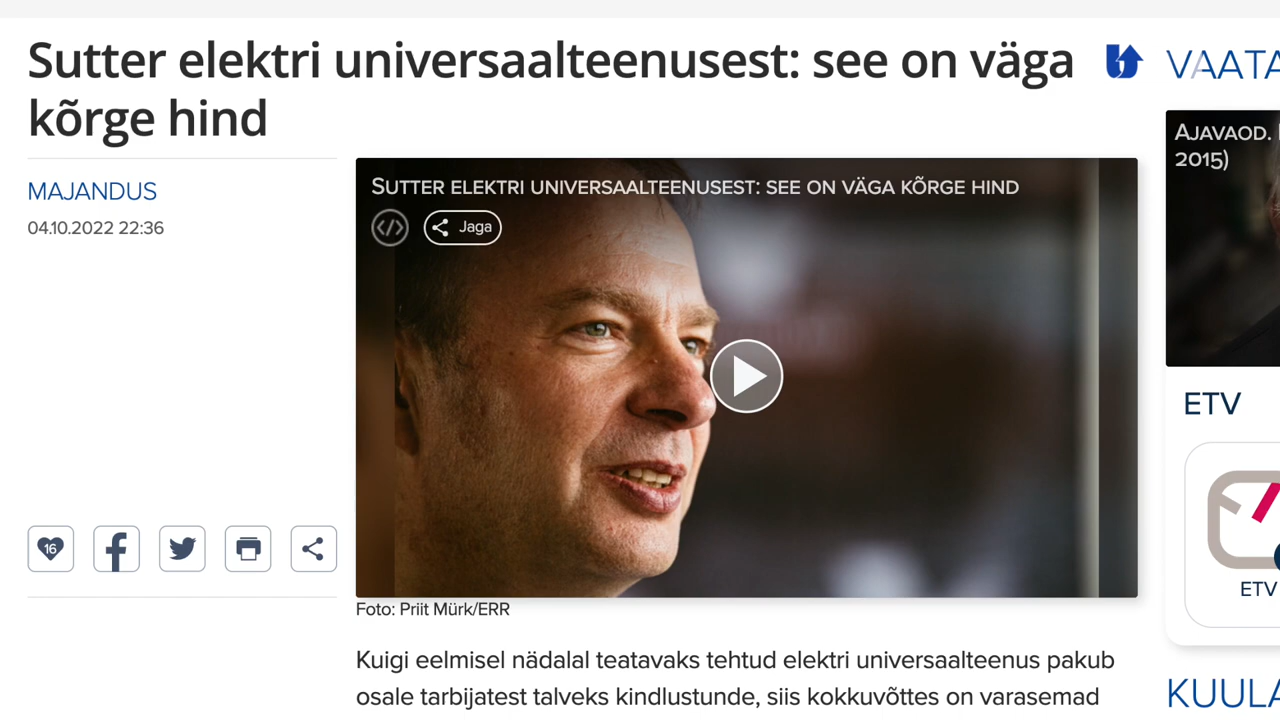 Sutter elektri universaalteenusest: see on väga
kõrge hind
MAJANDUS
04.10.2022 22:36
SUTTER ELEKTRI UNIVERSAALTEENUSEST: SEE ON VÄGA KÕRGE HIND
Jaga
16
Foto: Priit Mürk/ERR
Kuigi eelmisel nädalal teatavaks tehtud elektri universaalteenus pakub
osale tarbijatest talveks kindlustunde, siis kokkuvõttes on varasemad
VAATA
AJAVAOD.
2015)
ETV
ETV
KUULA